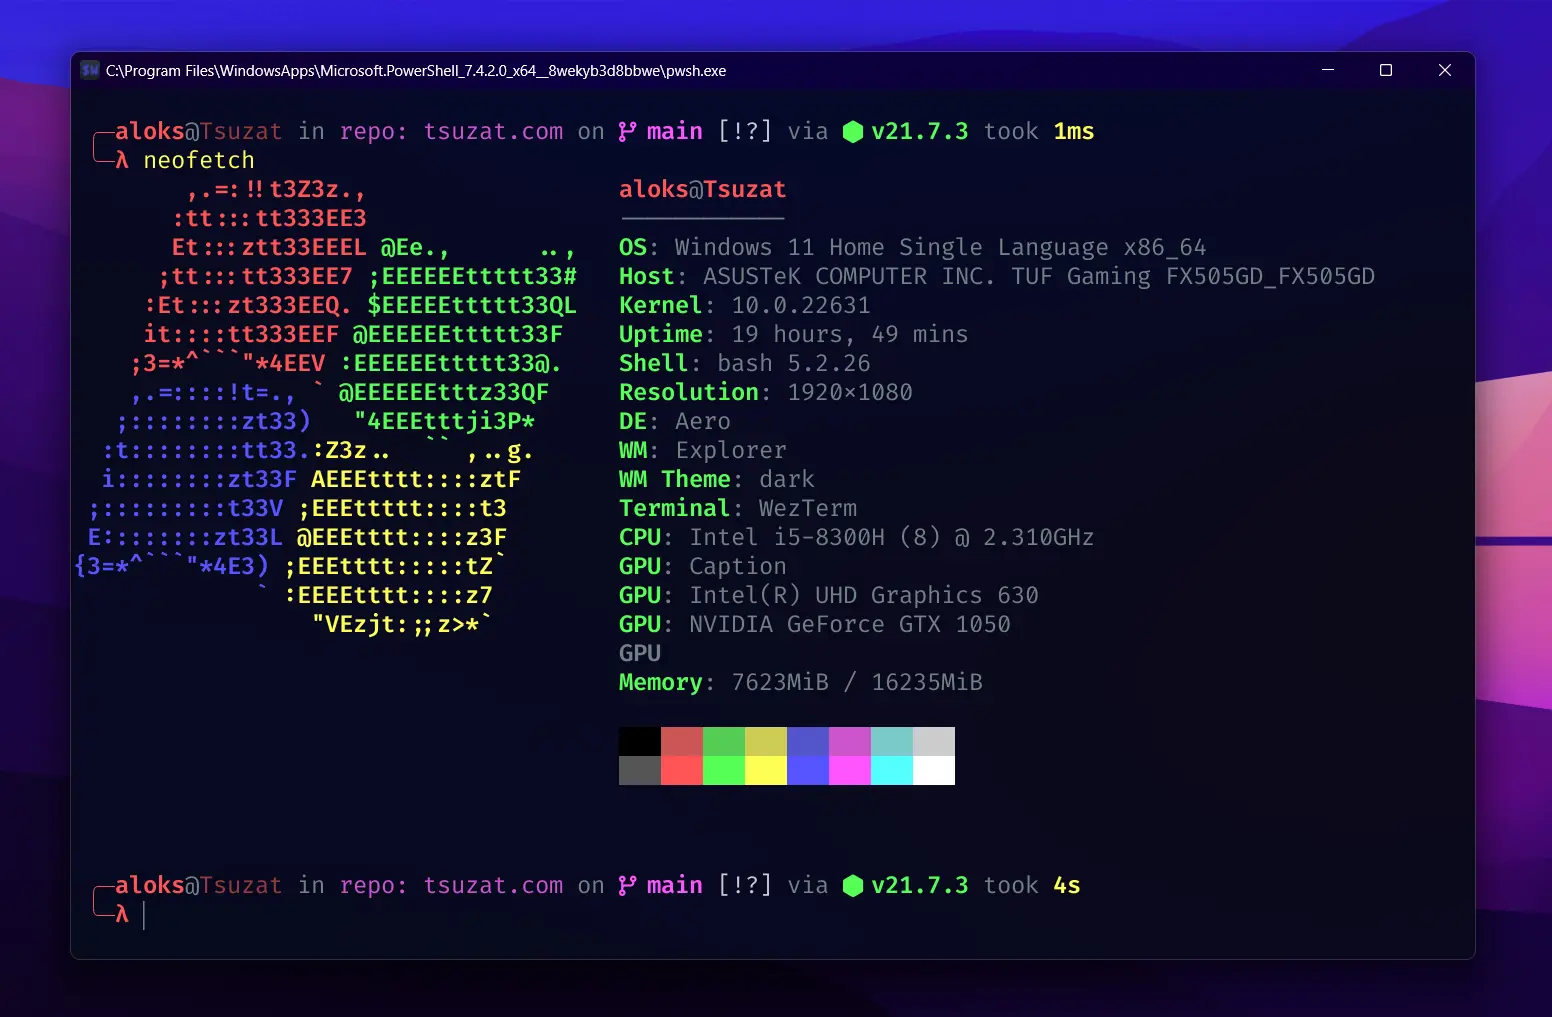 C:\Program Files\WindowsApps\Microsoft.PowerShell_7.4.2.0_x64__8wekyb3d8bbwe\pwsh.exe
aloks@Tsuzat in repo: tsuzat.com on main [!?] via v21.7.3 took 1ms
λ neofetch
,.=:!!t3Z3z., aloks@Tsuzat
:tt:::tt333EE3 ------------
Et:::ztt33EEEL @Ee., .., OS: Windows 11 Home Single Language x86_64
;tt:::tt333EE7 ;EEEEEEttttt33# Host: ASUSTeK COMPUTER INC. TUF Gaming FX505GD_FX505GD
:Et:::zt333EEQ. $EEEEEttttt33QL Kernel: 10.0.22631
it::::tt333EEF @EEEEEEttttt33F Uptime: 19 hours, 49 mins
;3=*^```"*4EEV :EEEEEEttttt33@. Shell: bash 5.2.26
,.=::::!t=., ` @EEEEEEtttz33QF Resolution: 1920×1080
;::::::::zt33) "4EEEtttji3P* DE: Aero
:t::::::::tt33.:Z3z.. `` ,..g. WM: Explorer
i::::::::zt33F AEEEtttt::::ztF WM Theme: dark
;:::::::::t33V ;EEEttttt::::t3 Terminal: WezTerm
E::::::::zt33L @EEEtttt::::z3F CPU: Intel i5-8300H (8) @ 2.310GHz
{3=*^```"*4E3) ;EEEtttt:::::tZ` GPU: Caption
` :EEEEtttt::::z7 GPU: Intel(R) UHD Graphics 630
"VEzjt:;;z>*` GPU: NVIDIA GeForce GTX 1050
GPU
Memory: 7623MiB / 16235MiB
aloks@Tsuzat in repo: tsuzat.com on main [!?] via v21.7.3 took 4s
λ